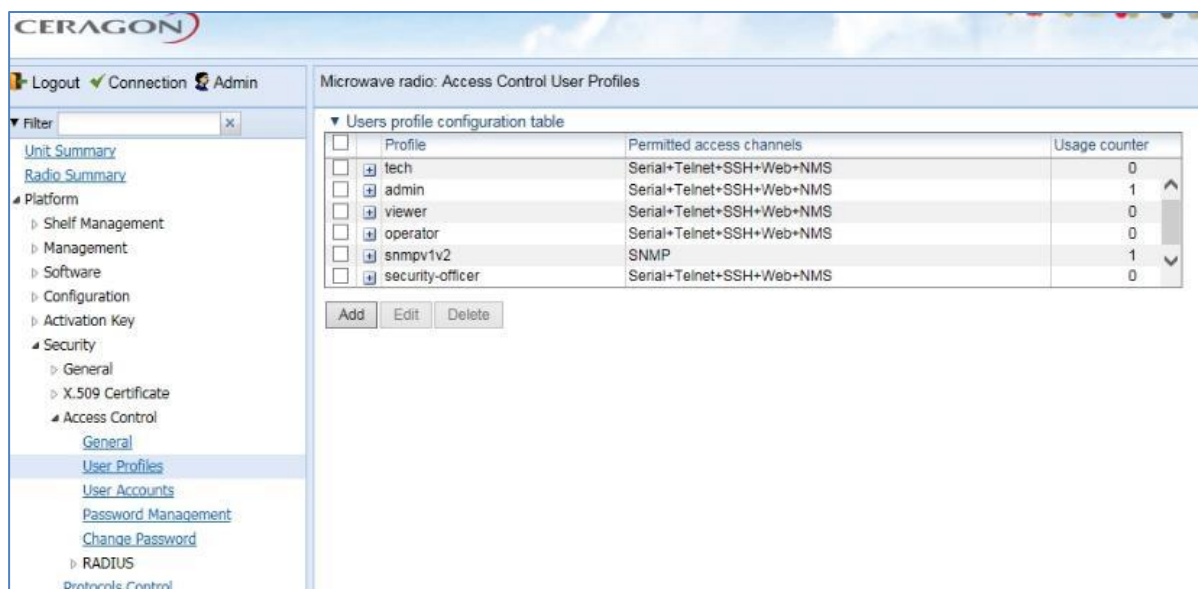 CERAGON
Logout Connection Admin
Filter
Unit Summary
Radio Summary
Platform
Shelf Management
Management
Software
Configuration
Activation Key
Security
General
X.509 Certificate
Access Control
General
User Profiles
User Accounts
Password Management
Change Password
RADIUS
Protocols Control
Microwave radio: Access Control User Profiles
Users profile configuration table
Profile Permitted access channels Usage counter
tech Serial+Telnet+SSH+Web+NMS 0
admin Serial+Telnet+SSH+Web+NMS 1
viewer Serial+Telnet+SSH+Web+NMS 0
operator Serial+Telnet+SSH+Web+NMS 0
snmpv1v2 SNMP 1
security-officer Serial+Telnet+SSH+Web+NMS 0
Add Edit Delete